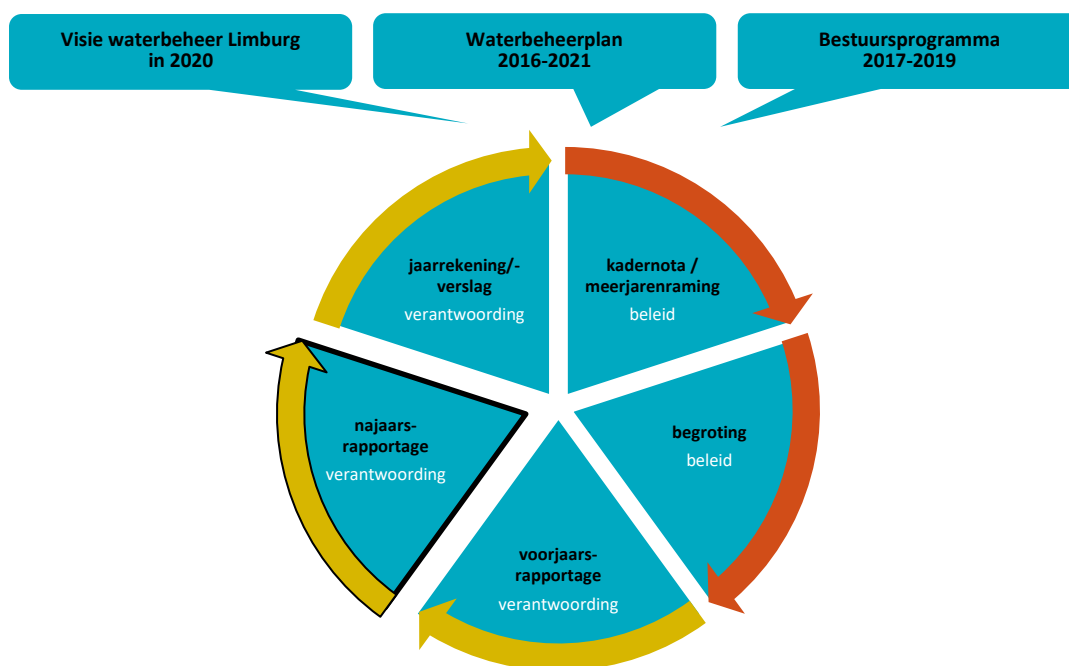 Visie waterbeheer Limburg
in 2020
Waterbeheerplan
2016-2021
Bestuursprogramma
2017-2019
jaarrekening/-
verslag
verantwoording
kadernota /
meerjarenraming
beleid
najaars-
rapportage
verantwoording
begroting
beleid
voorjaars-
rapportage
verantwoording